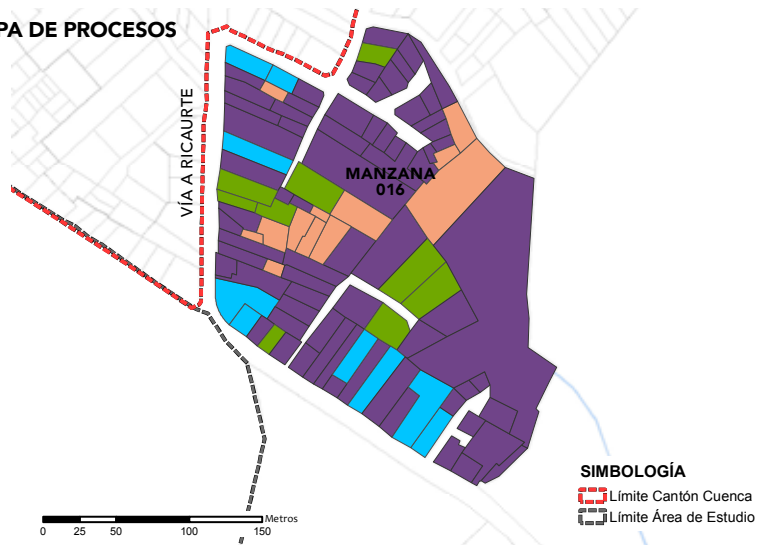 PA DE PROCESOS
VÍA A RICAURTE
MANZANA
016
SIMBOLOGÍA
Límite Cantón Cuenca
Límite Área de Estudio
Metros
0 25 50 100 150